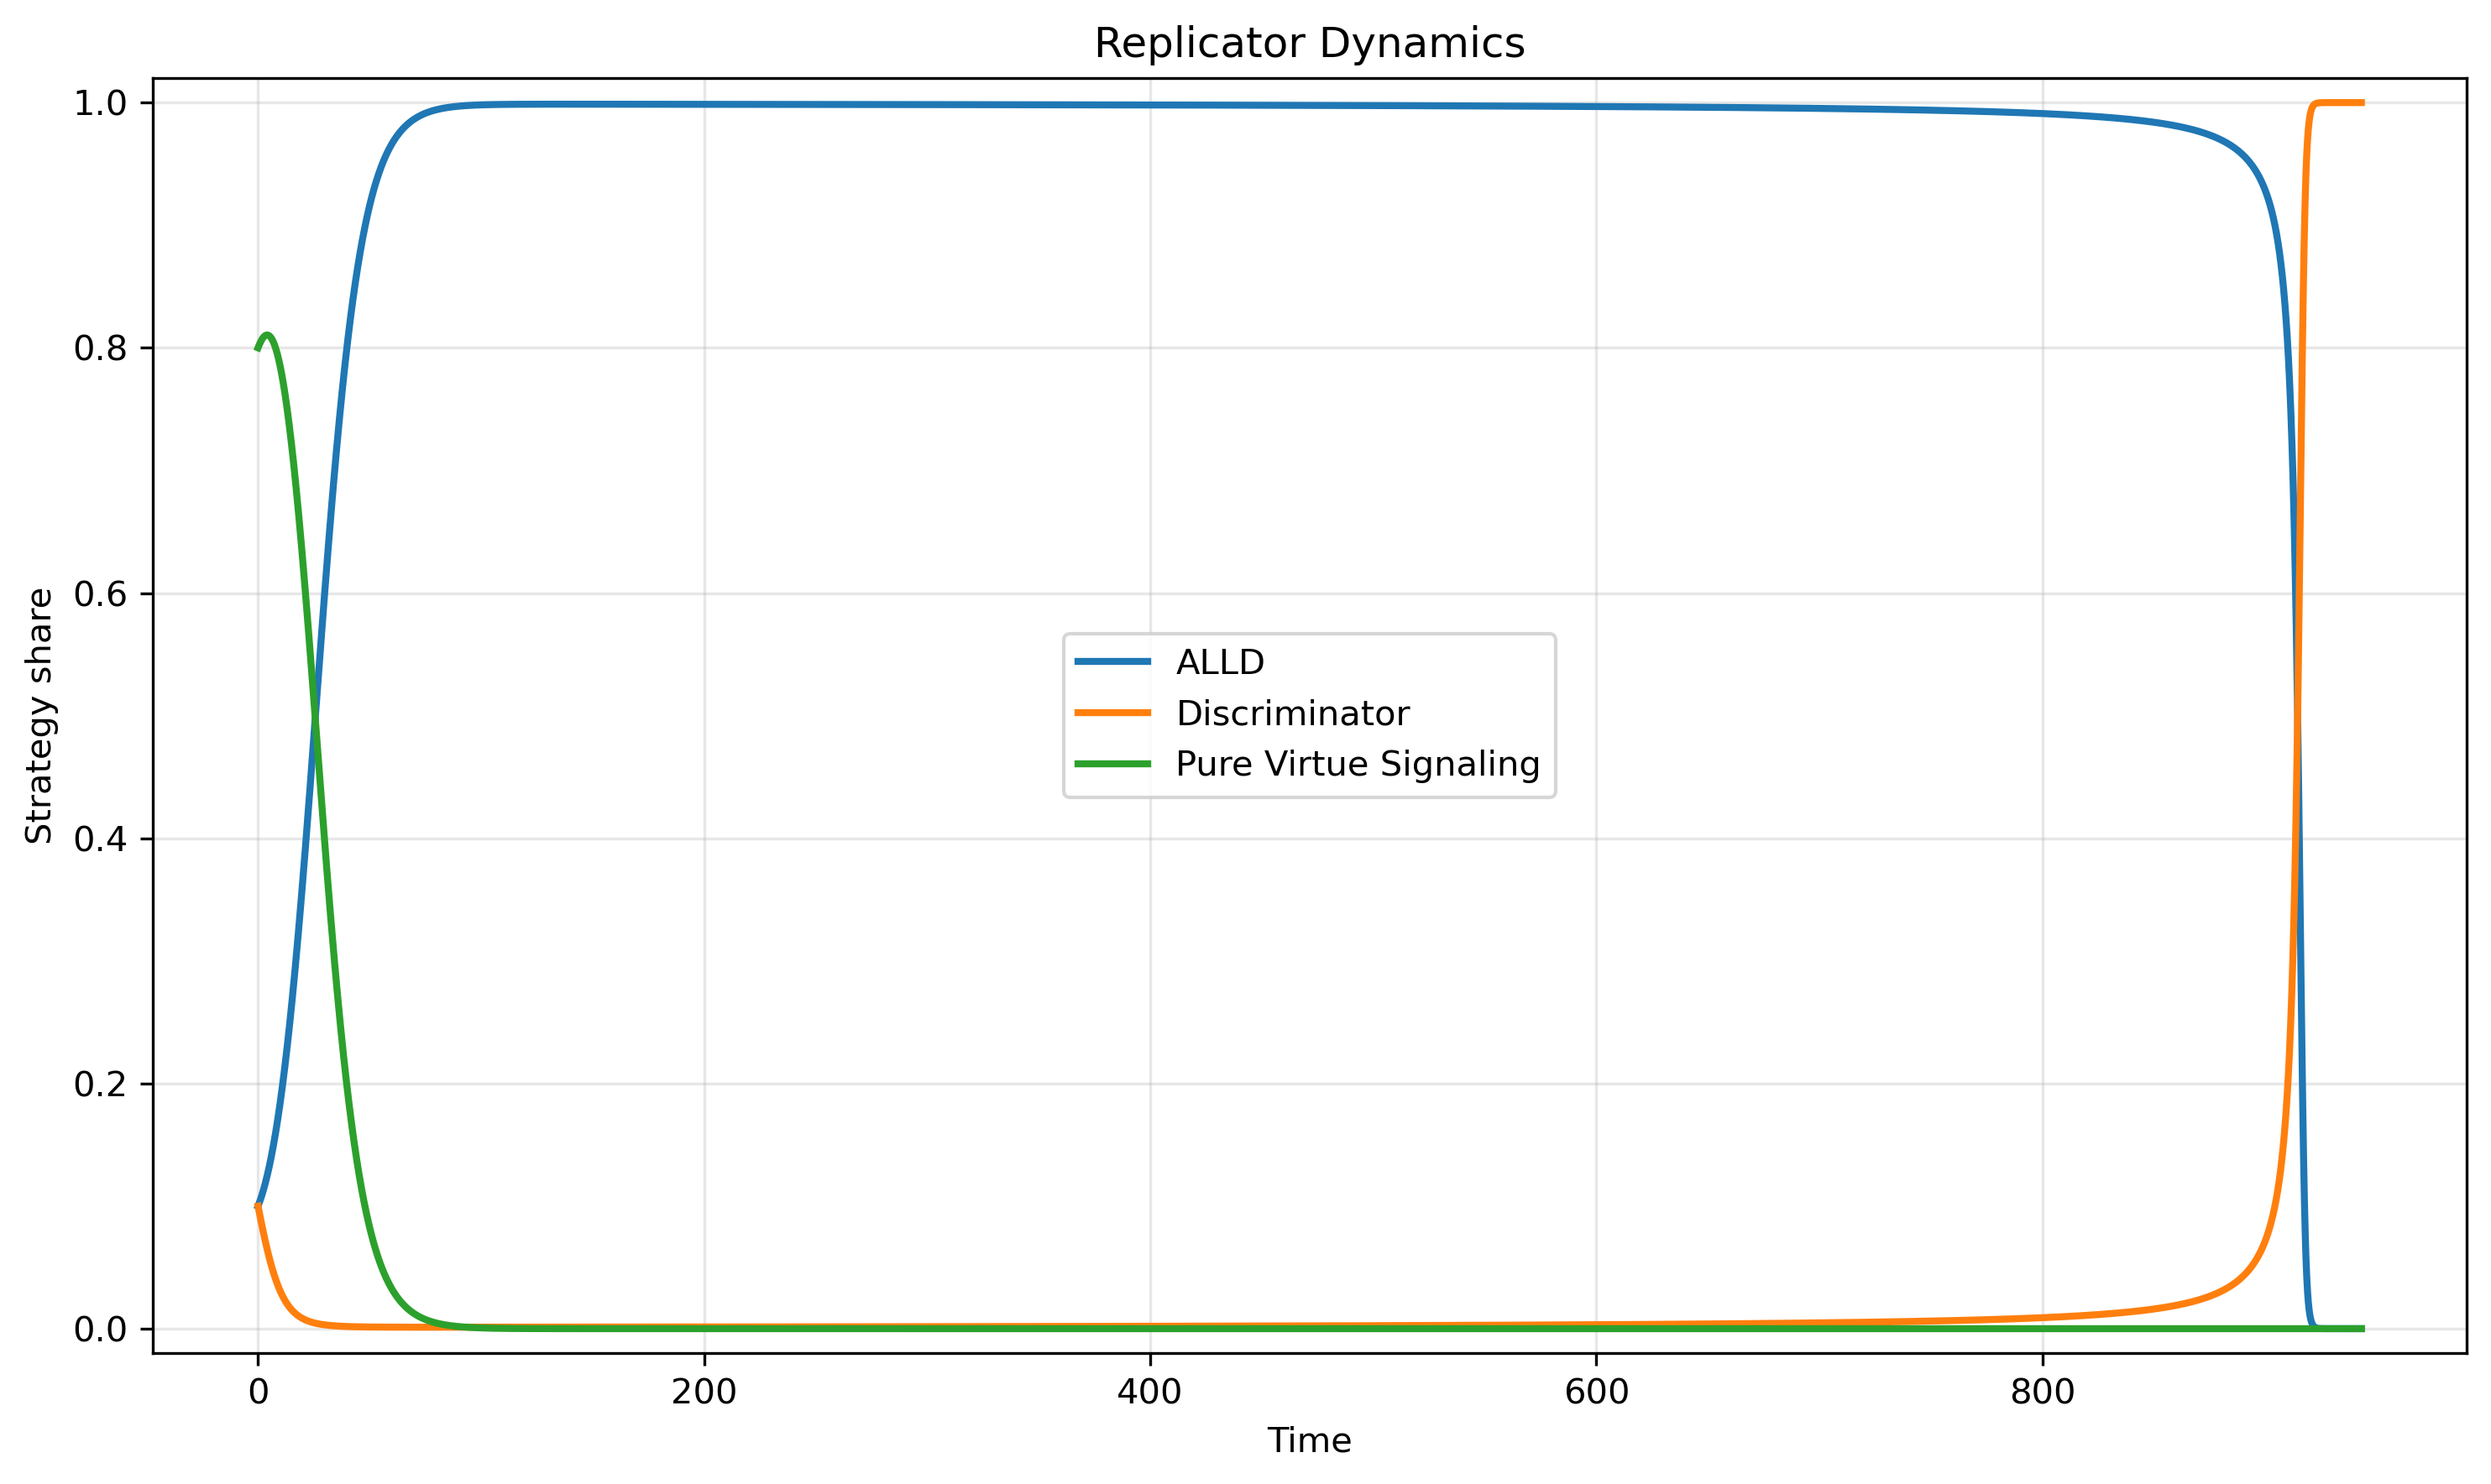 Replicator Dynamics
Strategy share
1.0
0.8
0.6
0.4
0.2
0.0
ALLD
Discriminator
Pure Virtue Signaling
0 200 400 600 800
Time